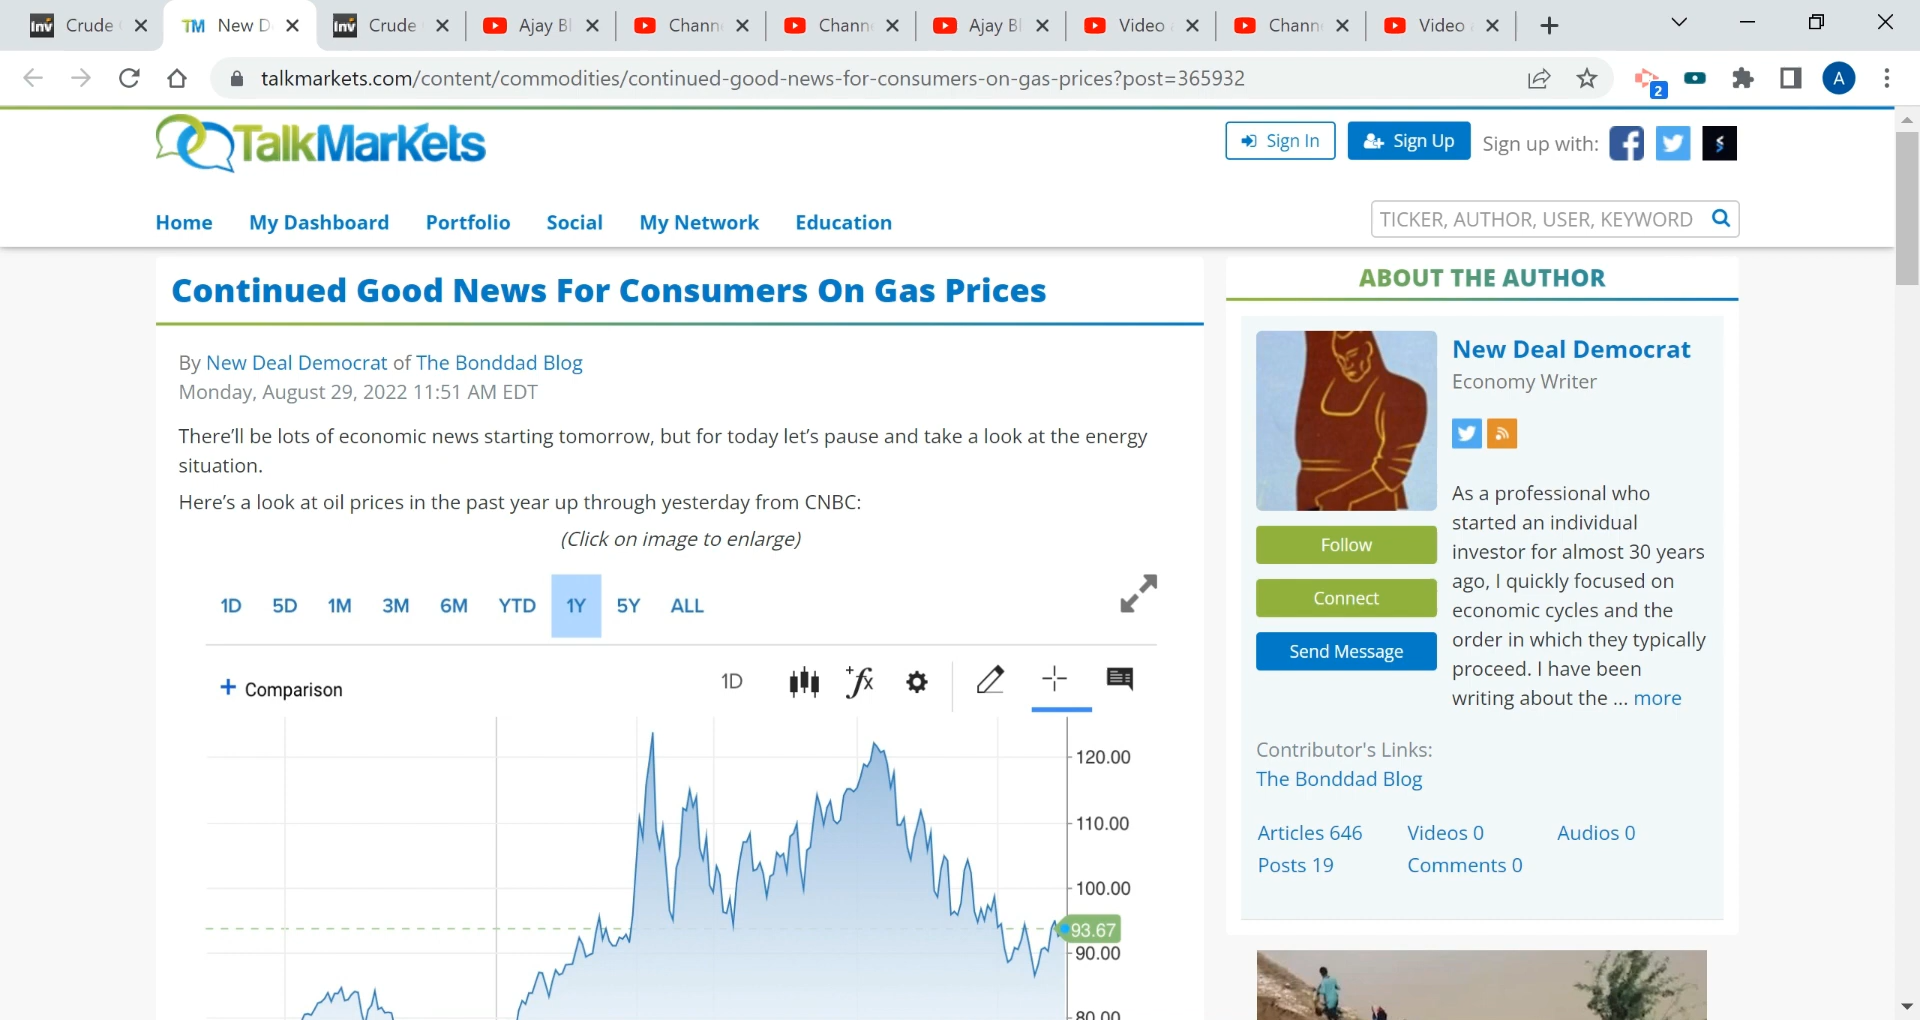 Crude
New D
Crude
Ajay Bl
Chann
Chann
Ajay Bl
Video
Chann
Video
talkmarkets.com/content/commodities/continued-good-news-for-consumers-on-gas-prices?post=365932
2
A
TalkMarkets
Sign In
Sign Up
Sign up with:
Home
My Dashboard
Portfolio
Social
My Network
Education
TICKER, AUTHOR, USER, KEYWORD
Continued Good News For Consumers On Gas Prices
By New Deal Democrat of The Bonddad Blog
Monday, August 29, 2022 11:51 AM EDT
There'll be lots of economic news starting tomorrow, but for today let's pause and take a look at the energy
situation.
Here's a look at oil prices in the past year up through yesterday from CNBC:
(Click on image to enlarge)
1D 5D 1M 3M 6M YTD 1Y 5Y ALL
+ Comparison
1D
120.00
110.00
100.00
93.67
90.00
80.00
ABOUT THE AUTHOR
New Deal Democrat
Economy Writer
Follow
Connect
Send Message
As a professional who
started an individual
investor for almost 30 years
ago, I quickly focused on
economic cycles and the
order in which they typically
proceed. I have been
writing about the ... more
Contributor's Links:
The Bonddad Blog
Articles 646 Videos 0 Audios 0
Posts 19 Comments 0